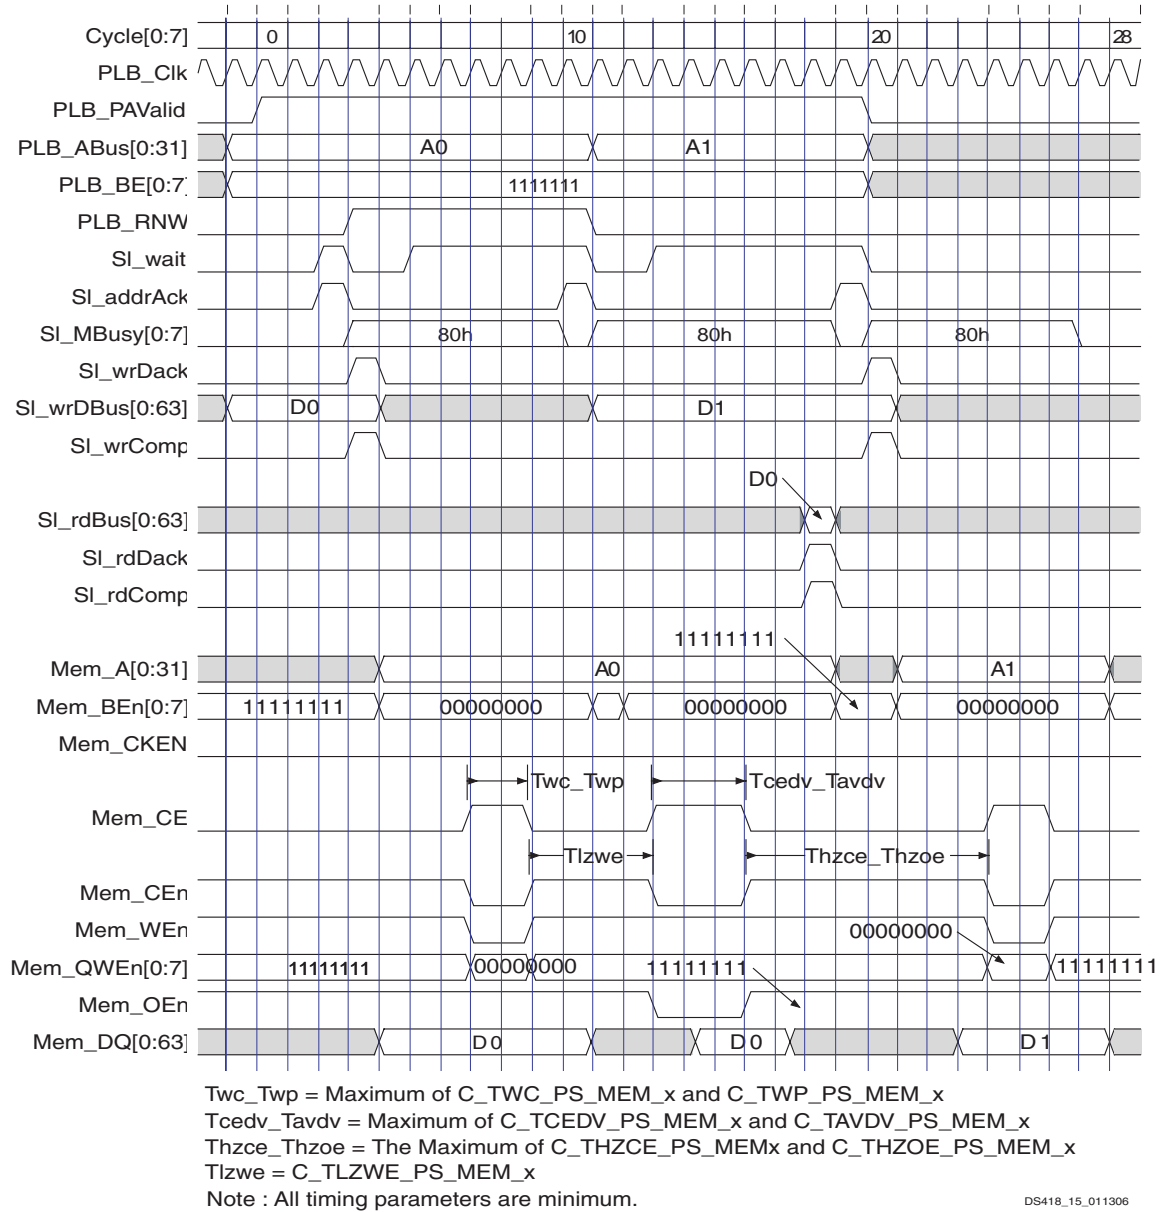 Cycle[0:7] 0 10 20 28
PLB_Clk
PLB_PAValid
PLB_ABus[0:31] A0 A1
PLB_BE[0:7] 1111111
PLB_RNW
Sl_wait
Sl_addrAck
Sl_MBusy[0:7] 80h 80h 80h
Sl_wrDack
Sl_wrDBus[0:63] D0 D1
Sl_wrComp
D0
Sl_rdBus[0:63]
Sl_rdDack
Sl_rdComp
11111111
Mem_A[0:31] A0 A1
Mem_BEn[0:7] 11111111 00000000 00000000 00000000
Mem_CKEN
Twc_Twp Tcedv_Tavdv
Mem_CE
Tlzwe Thzce_Thzoe
Mem_CEn
Mem_WEn 00000000
Mem_QWEn[0:7] 11111111 00000000 11111111 11111111
Mem_OEn
Mem_DQ[0:63] D0 D0 D1
Twc_Twp = Maximum of C_TWC_PS_MEM_x and C_TWP_PS_MEM_x
Tcedv_Tavdv = Maximum of C_TCEDV_PS_MEM_x and C_TAVDV_PS_MEM_x
Thzce_Thzoe = The Maximum of C_THZCE_PS_MEMx and C_THZOE_PS_MEM_x
Tlzwe = C_TLZWE_PS_MEM_x
Note : All timing parameters are minimum.
DS418_15_011306